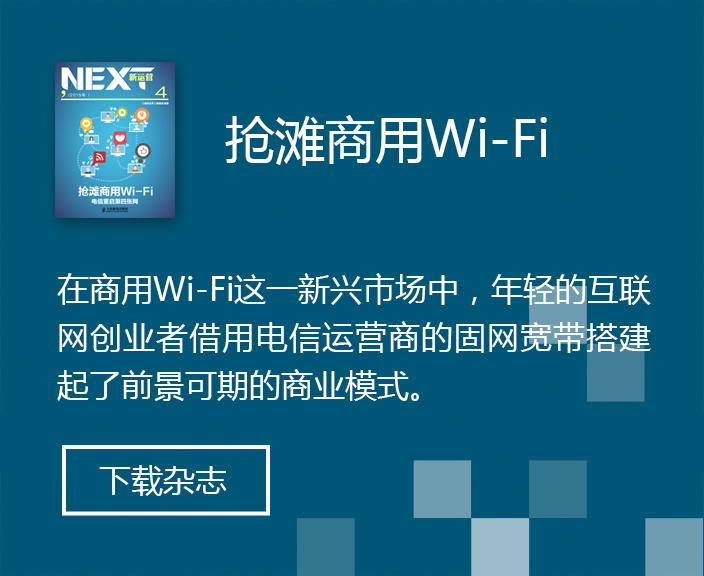 NEXT新运营
4
抢滩商用Wi-Fi
电信重启第四张网
抢滩商用Wi-Fi
在商用Wi-Fi这一新兴市场中，年轻的互联
网创业者借用电信运营商的固网宽带搭建
起了前景可期的商业模式。
下载杂志